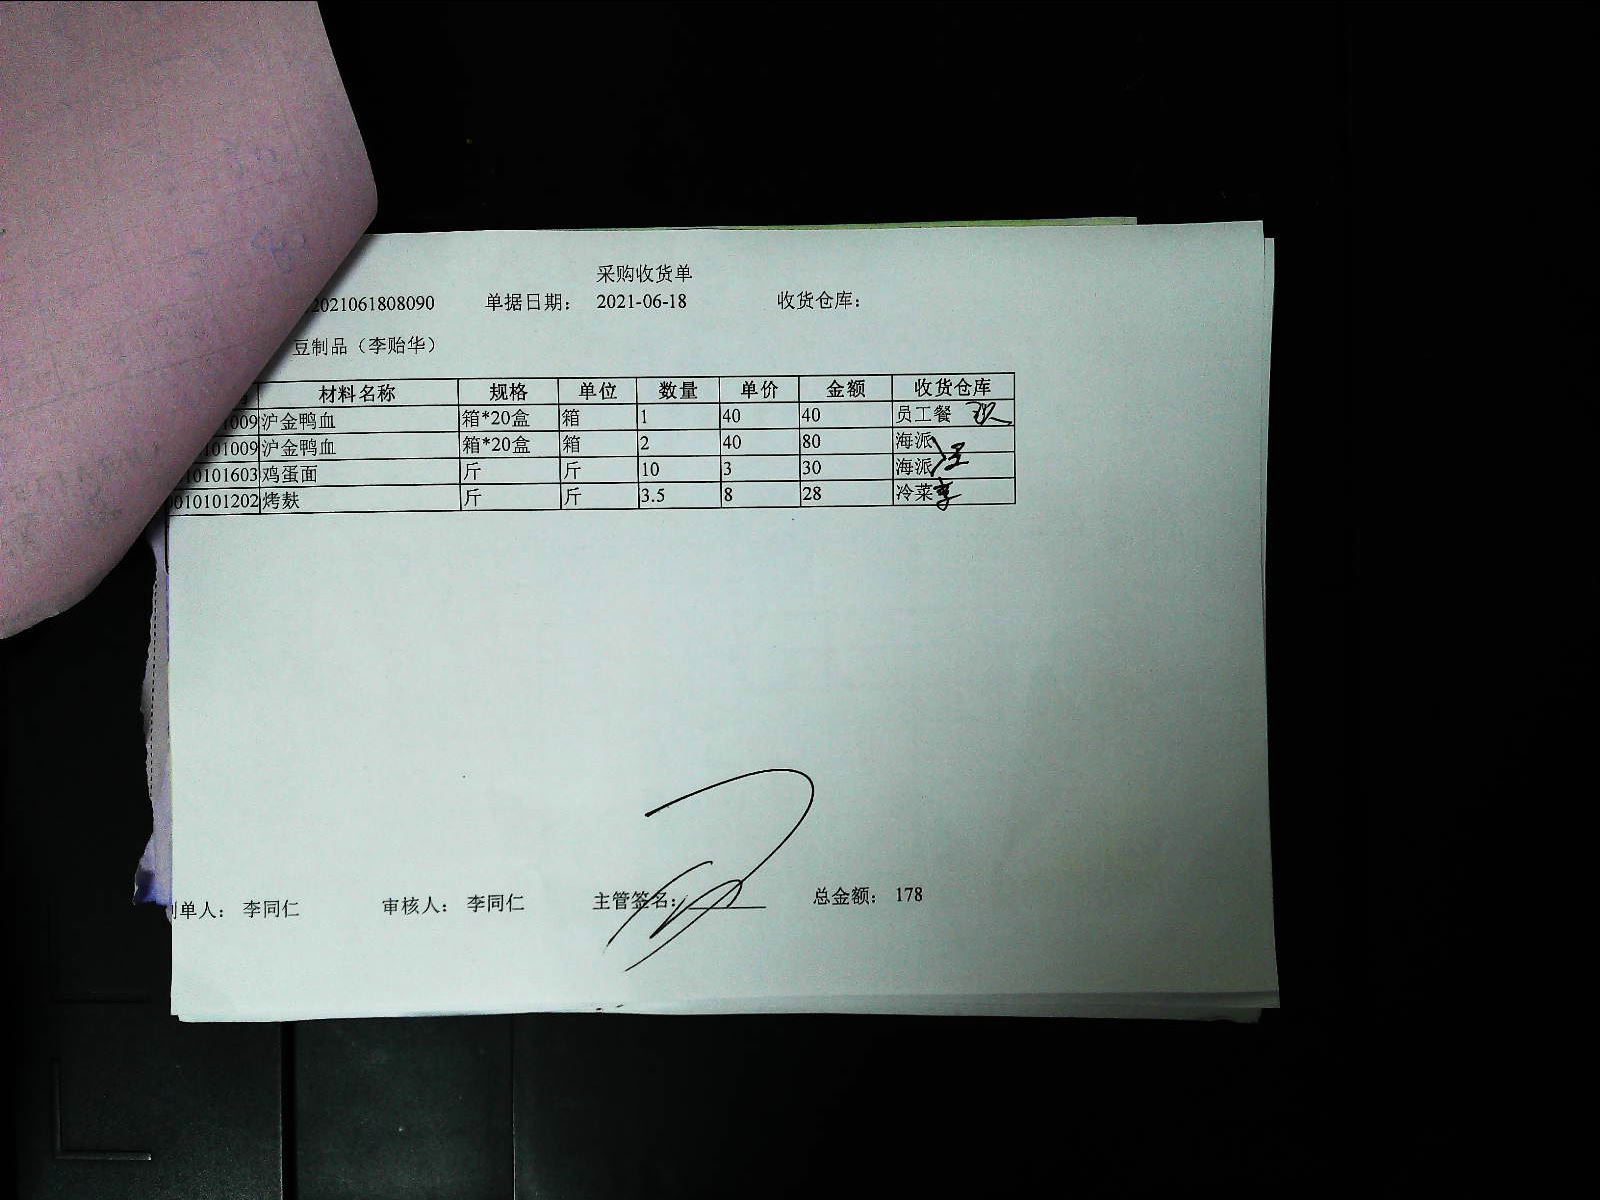 采购收货单
2021061808090 单据日期： 2021-06-18 收货仓库：
豆制品（李贻华）
材料名称 规格 单位 数量 单价 金额 收货仓库
1009 沪金鸭血 箱*20盒 箱 1 40 40 员工餐
01009 沪金鸭血 箱*20盒 箱 2 40 80 海派
10101603 鸡蛋面 斤 斤 10 3 30 海派 汪
010101202 烤麸 斤 斤 3.5 8 28 冷菜 李
单人： 李同仁 审核人： 李同仁 主管签名： 总金额： 178